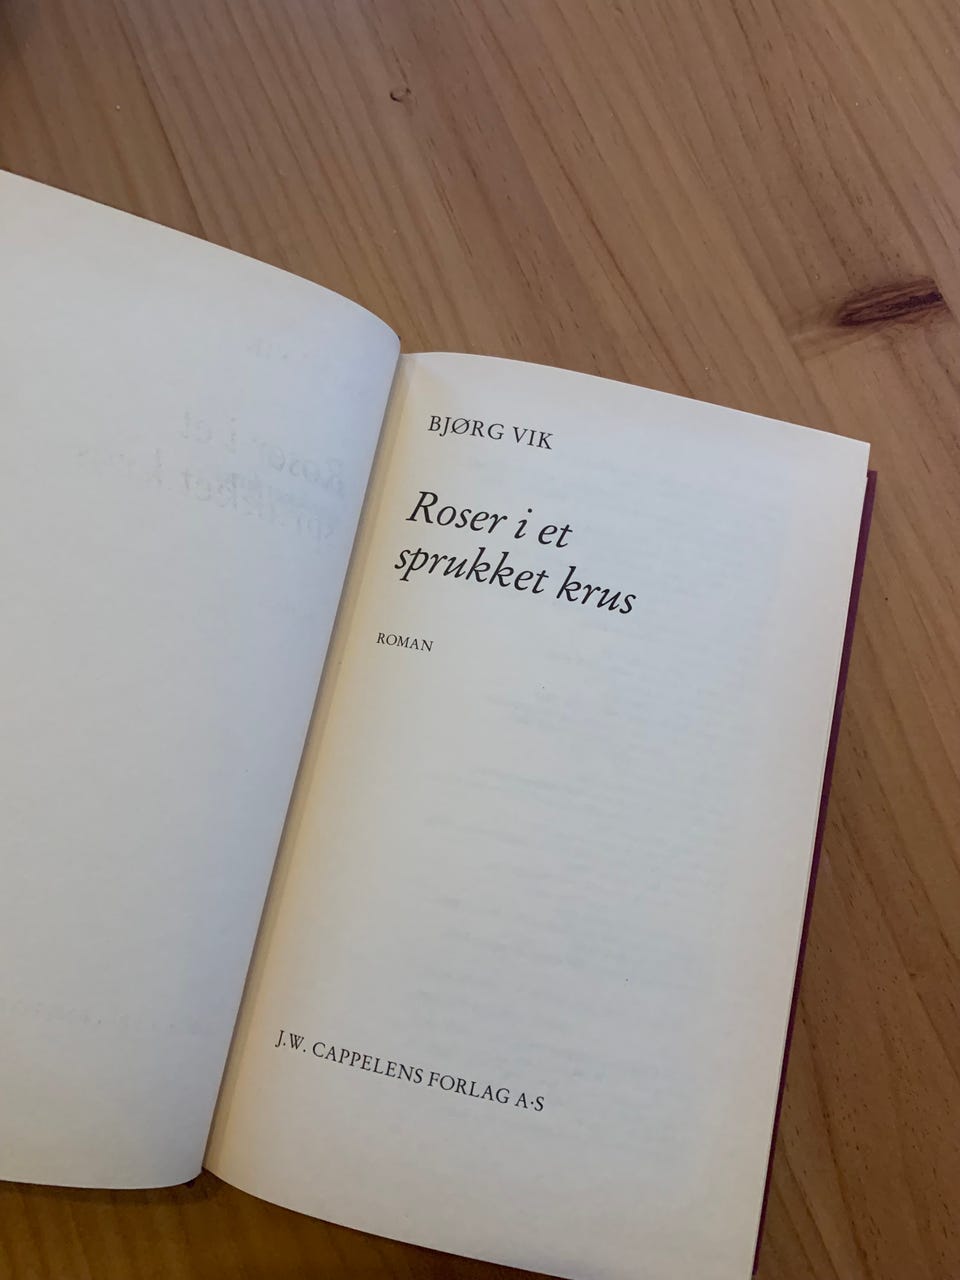 BJØRG VIK
Roser i et
sprukket krus
ROMAN
J.W. CAPPELENS FORLAG A·S